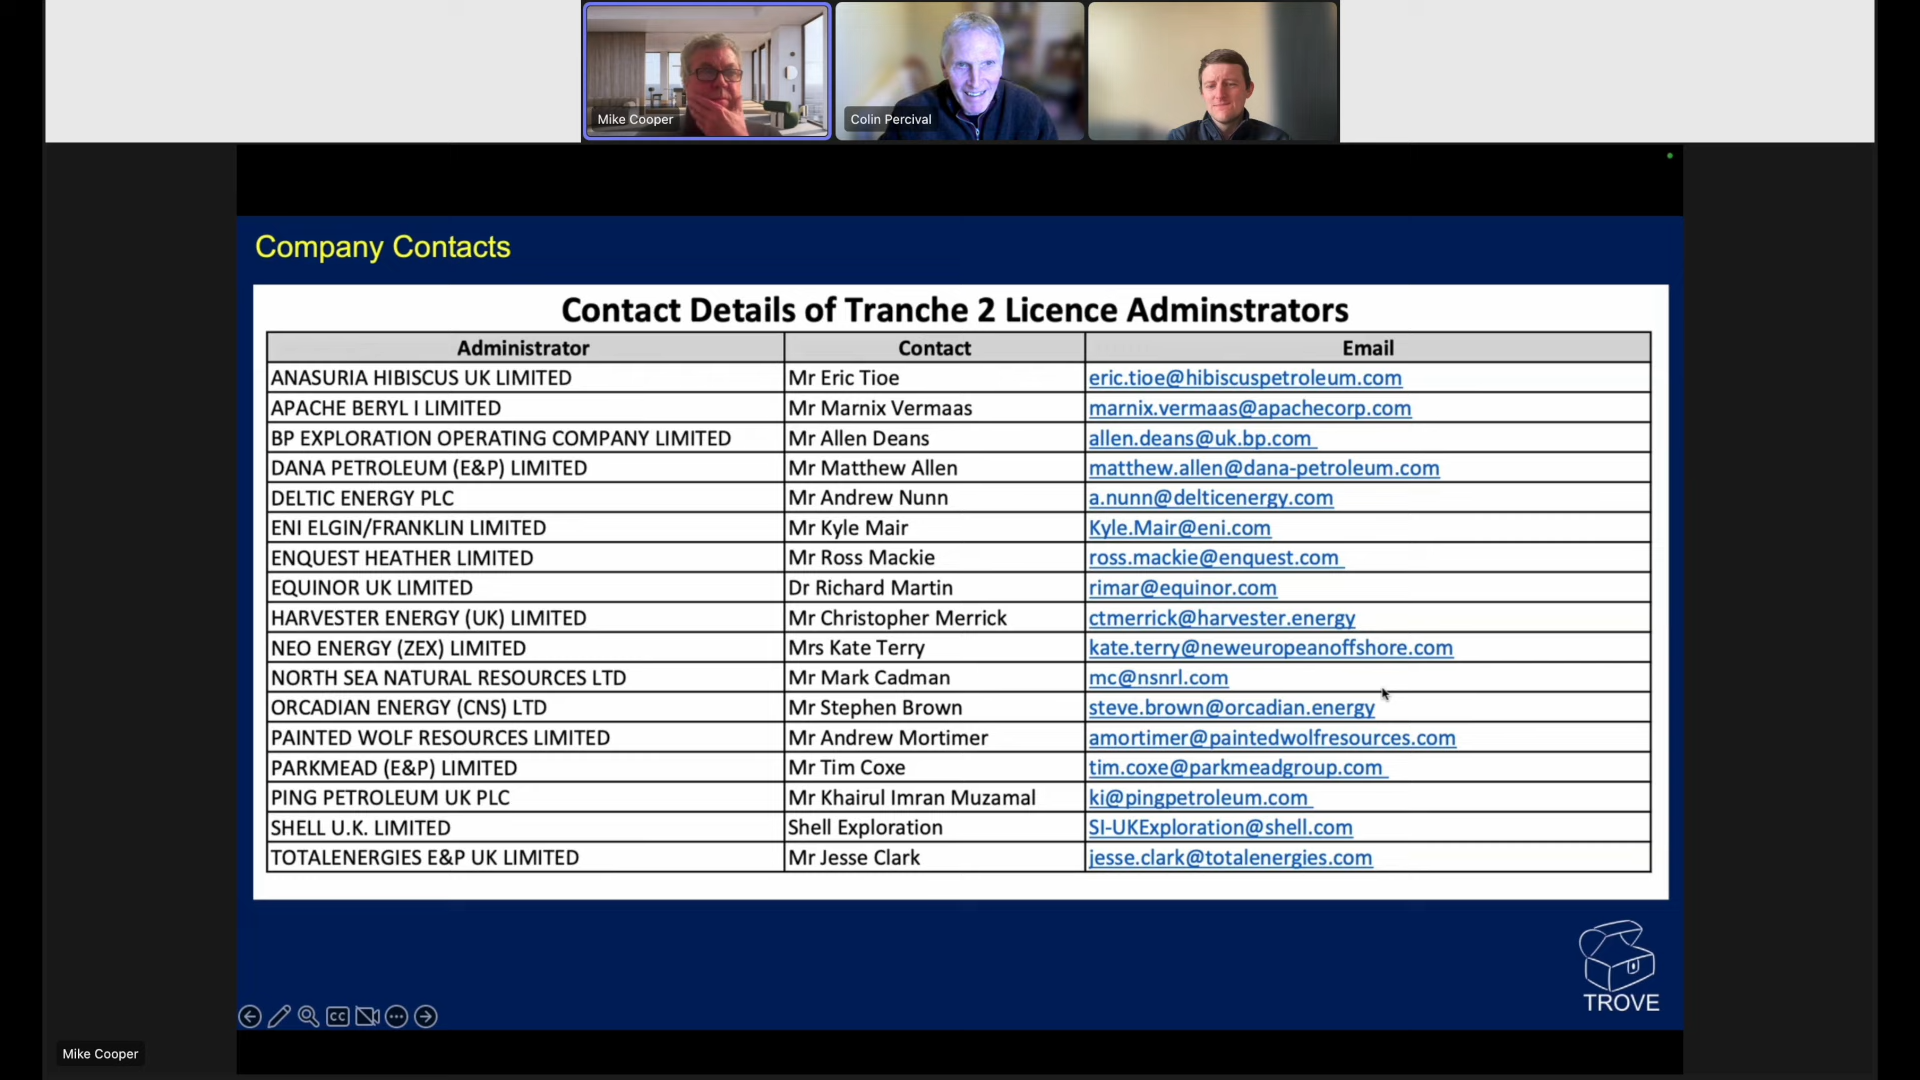 Mike Cooper
Colin Percival
Company Contacts
Contact Details of Tranche 2 Licence Adminstrators
Administrator Contact Email
ANASURIA HIBISCUS UK LIMITED Mr Eric Tioe eric.tioe@hibiscuspetroleum.com
APACHE BERYL I LIMITED Mr Marnix Vermaas marnix.vermaas@apachecorp.com
BP EXPLORATION OPERATING COMPANY LIMITED Mr Allen Deans allen.deans@uk.bp.com
DANA PETROLEUM (E&P) LIMITED Mr Matthew Allen matthew.allen@dana-petroleum.com
DELTIC ENERGY PLC Mr Andrew Nunn a.nunn@delticenergy.com
ENI ELGIN/FRANKLIN LIMITED Mr Kyle Mair Kyle.Mair@eni.com
ENQUEST HEATHER LIMITED Mr Ross Mackie ross.mackie@enquest.com
EQUINOR UK LIMITED Dr Richard Martin rimar@equinor.com
HARVESTER ENERGY (UK) LIMITED Mr Christopher Merrick ctmerrick@harvester.energy
NEO ENERGY (ZEX) LIMITED Mrs Kate Terry kate.terry@neweuropeanoffshore.com
NORTH SEA NATURAL RESOURCES LTD Mr Mark Cadman mc@nsnrl.com
ORCADIAN ENERGY (CNS) LTD Mr Stephen Brown steve.brown@orcadian.energy
PAINTED WOLF RESOURCES LIMITED Mr Andrew Mortimer amortimer@paintedwolfresources.com
PARKMEAD (E&P) LIMITED Mr Tim Coxe tim.coxe@parkmeadgroup.com
PING PETROLEUM UK PLC Mr Khairul Imran Muzamal ki@pingpetroleum.com
SHELL U.K. LIMITED Shell Exploration SI-UKExploration@shell.com
TOTALENERGIES E&P UK LIMITED Mr Jesse Clark jesse.clark@totalenergies.com
TROVE
CC
Mike Cooper